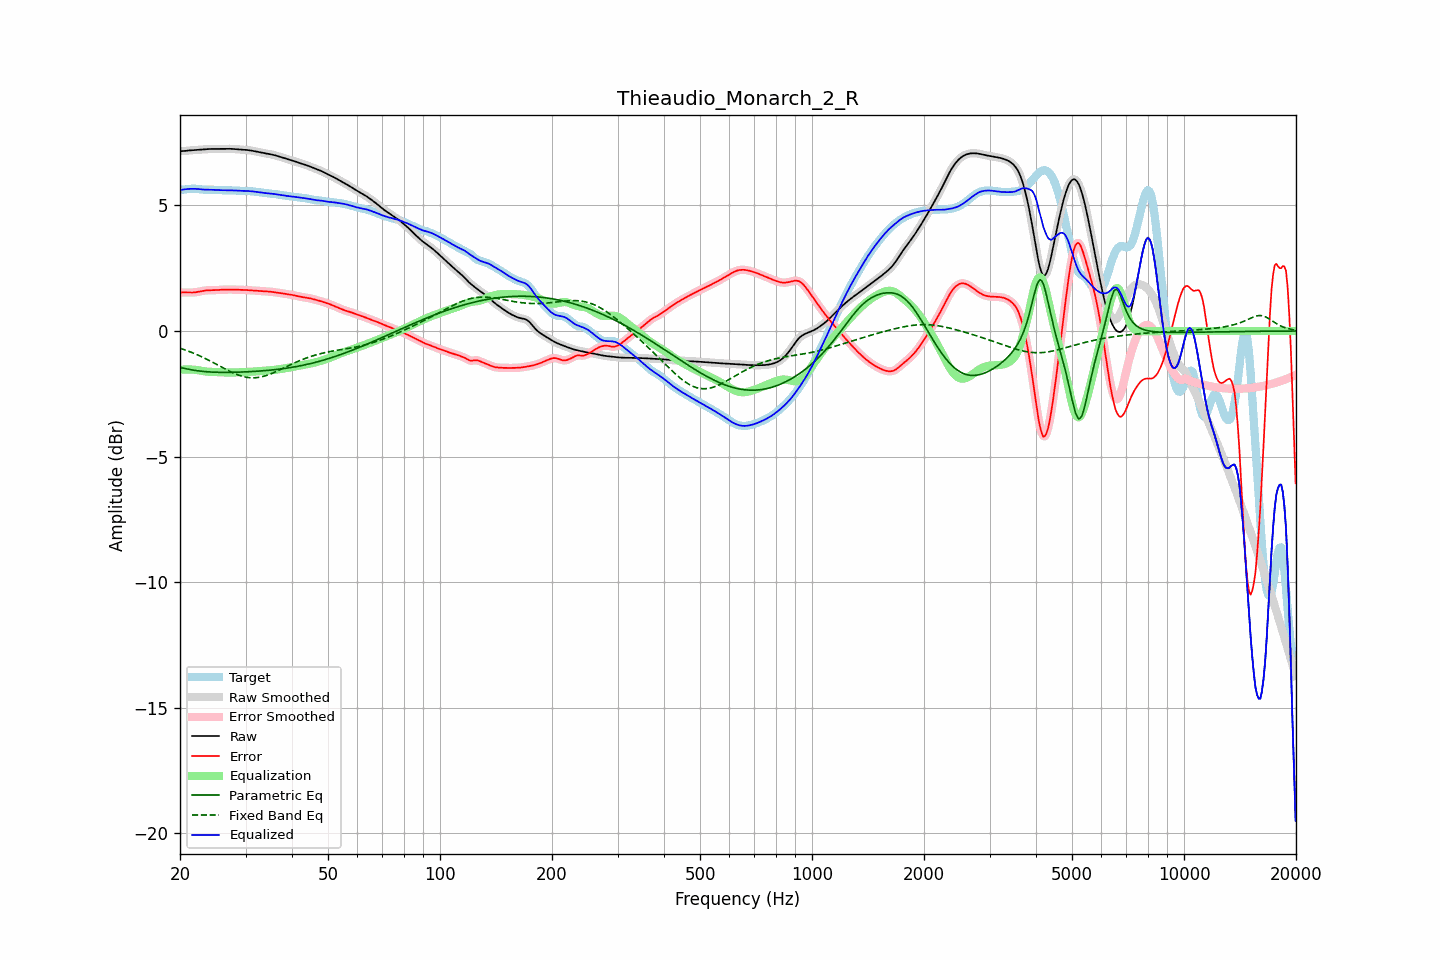 Thieaudio_Monarch_2_R
Amplitude (dBr)
5
0
−5
−10
−15
−20
Target
Raw Smoothed
Error Smoothed
Raw
Error
Equalization
Parametric Eq
Fixed Band Eq
Equalized
20 50 100 200 500 1000 2000 5000 10000 20000
Frequency (Hz)